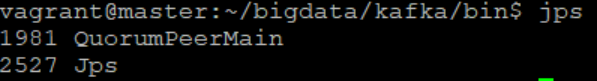 vagrant@master:~/bigdata/kafka/bin$ jps
1981 QuorumPeerMain
2527 Jps